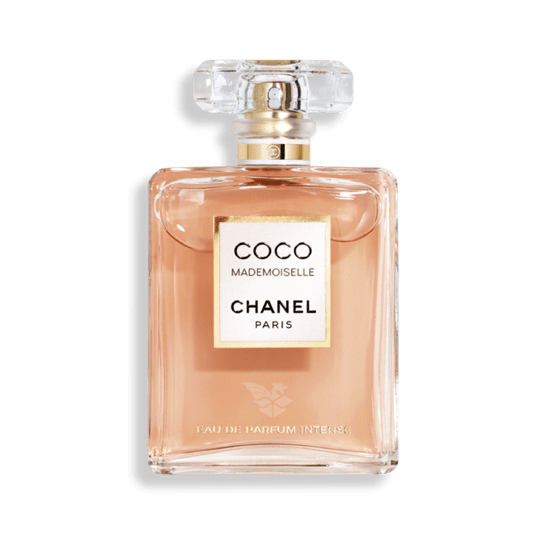 COCO
MADEMOISELLE
CHANEL
PARIS
EAU DE PARFUM INTENSE